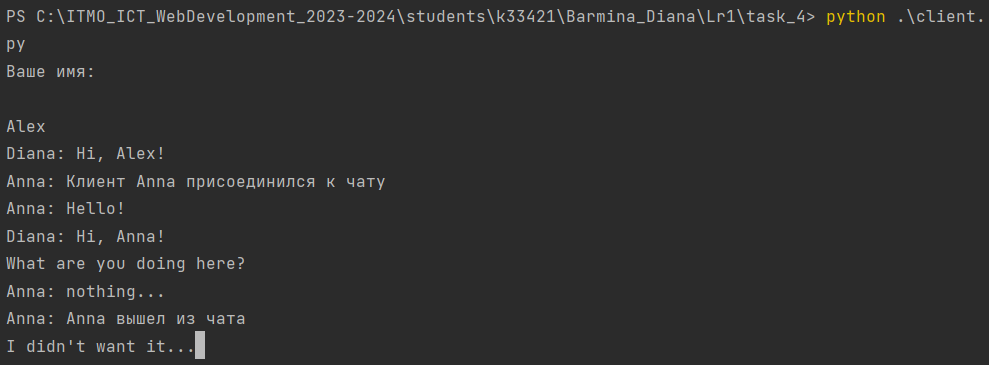 PS C:\ITMO_ICT_WebDevelopment_2023-2024\students\k33421\Barmina_Diana\Lr1\task_4> python .\client.
py
Ваше имя:
Alex
Diana: Hi, Alex!
Anna: Клиент Anna присоединился к чату
Anna: Hello!
Diana: Hi, Anna!
What are you doing here?
Anna: nothing...
Anna: Anna вышел из чата
I didn't want it...